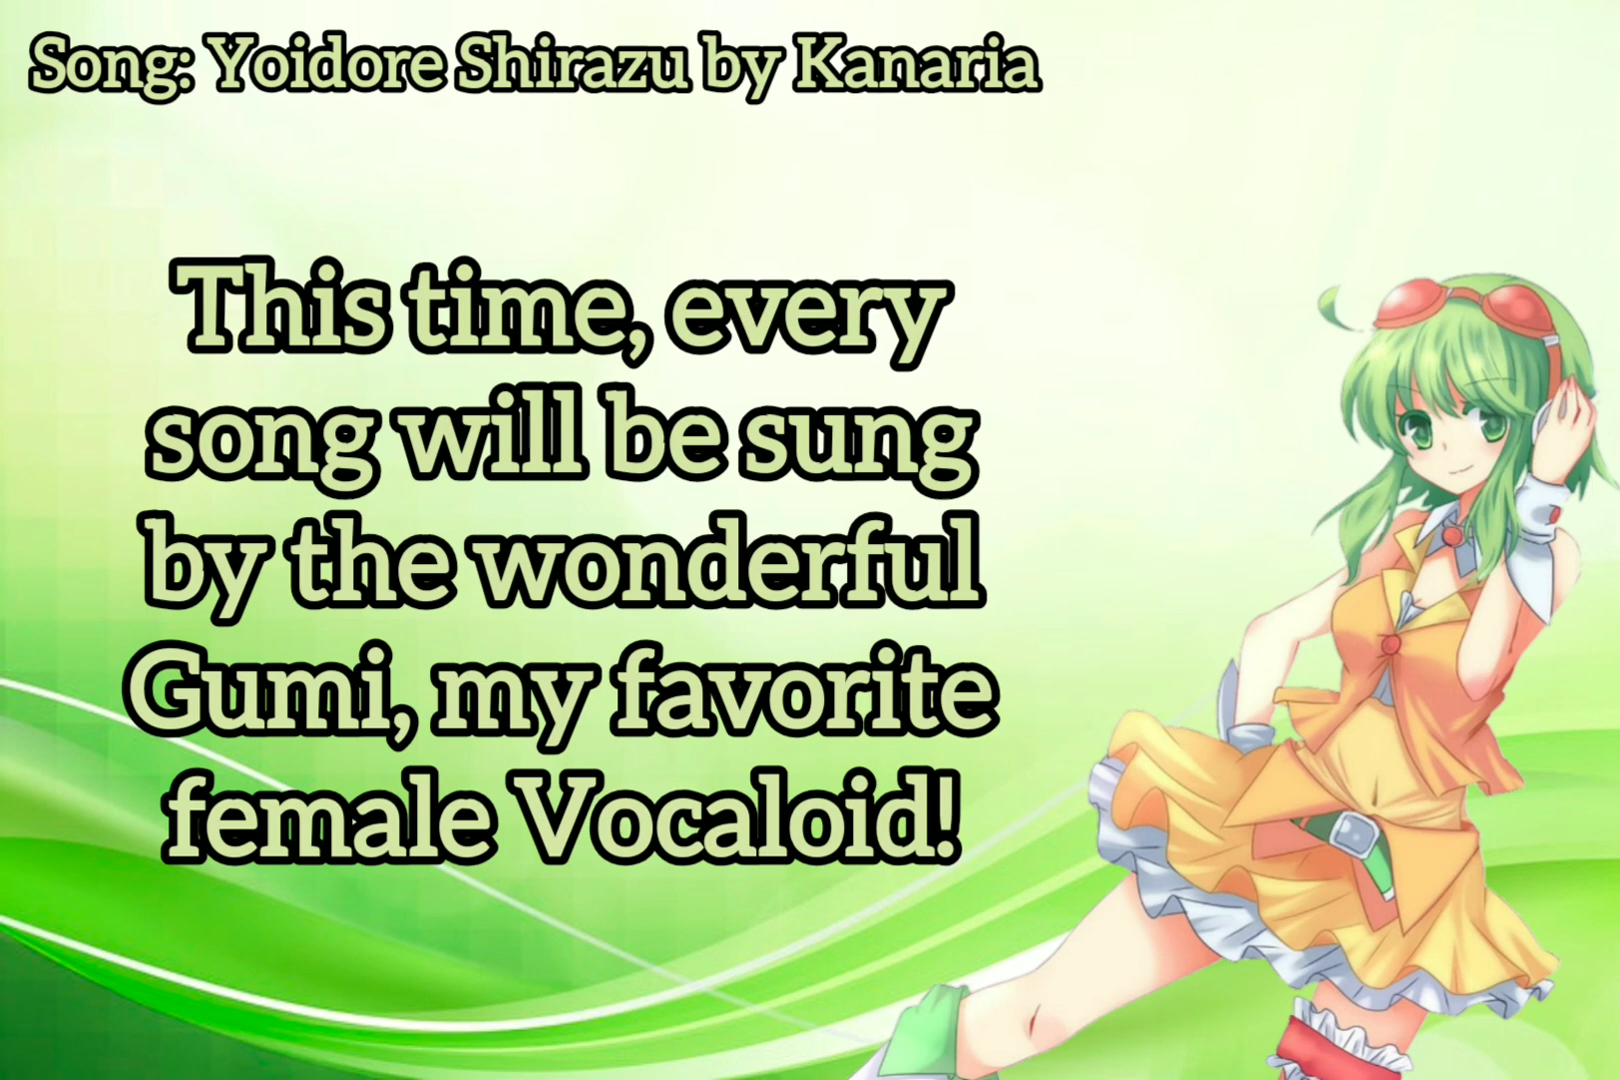 Song: Yoidore Shirazu by Kanaria
This time, every
song will be sung
by the wonderful
Gumi, my favorite
female Vocaloid!